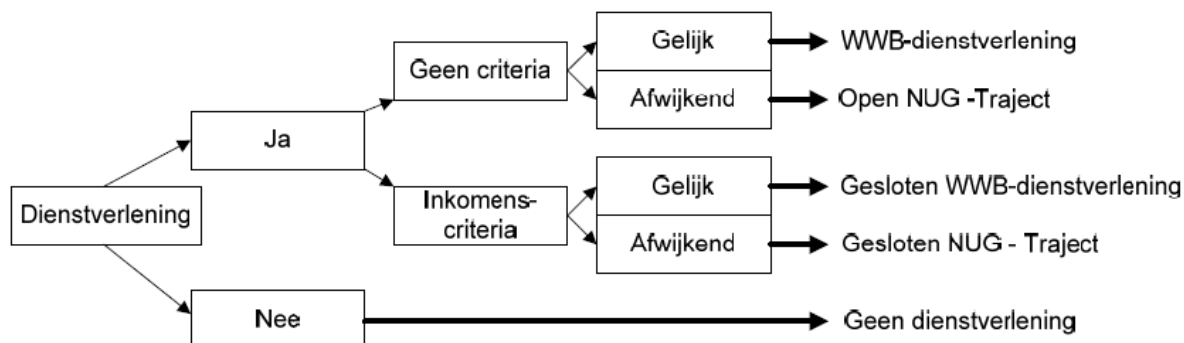 Gelijk
WWB-dienstverlening
Geen criteria
Afwijkend
Open NUG -Traject
Ja
Gelijk
Gesloten WWB-dienstverlening
Dienstverlening
Inkomens-
criteria
Afwijkend
Gesloten NUG - Traject
Nee
Geen dienstverlening